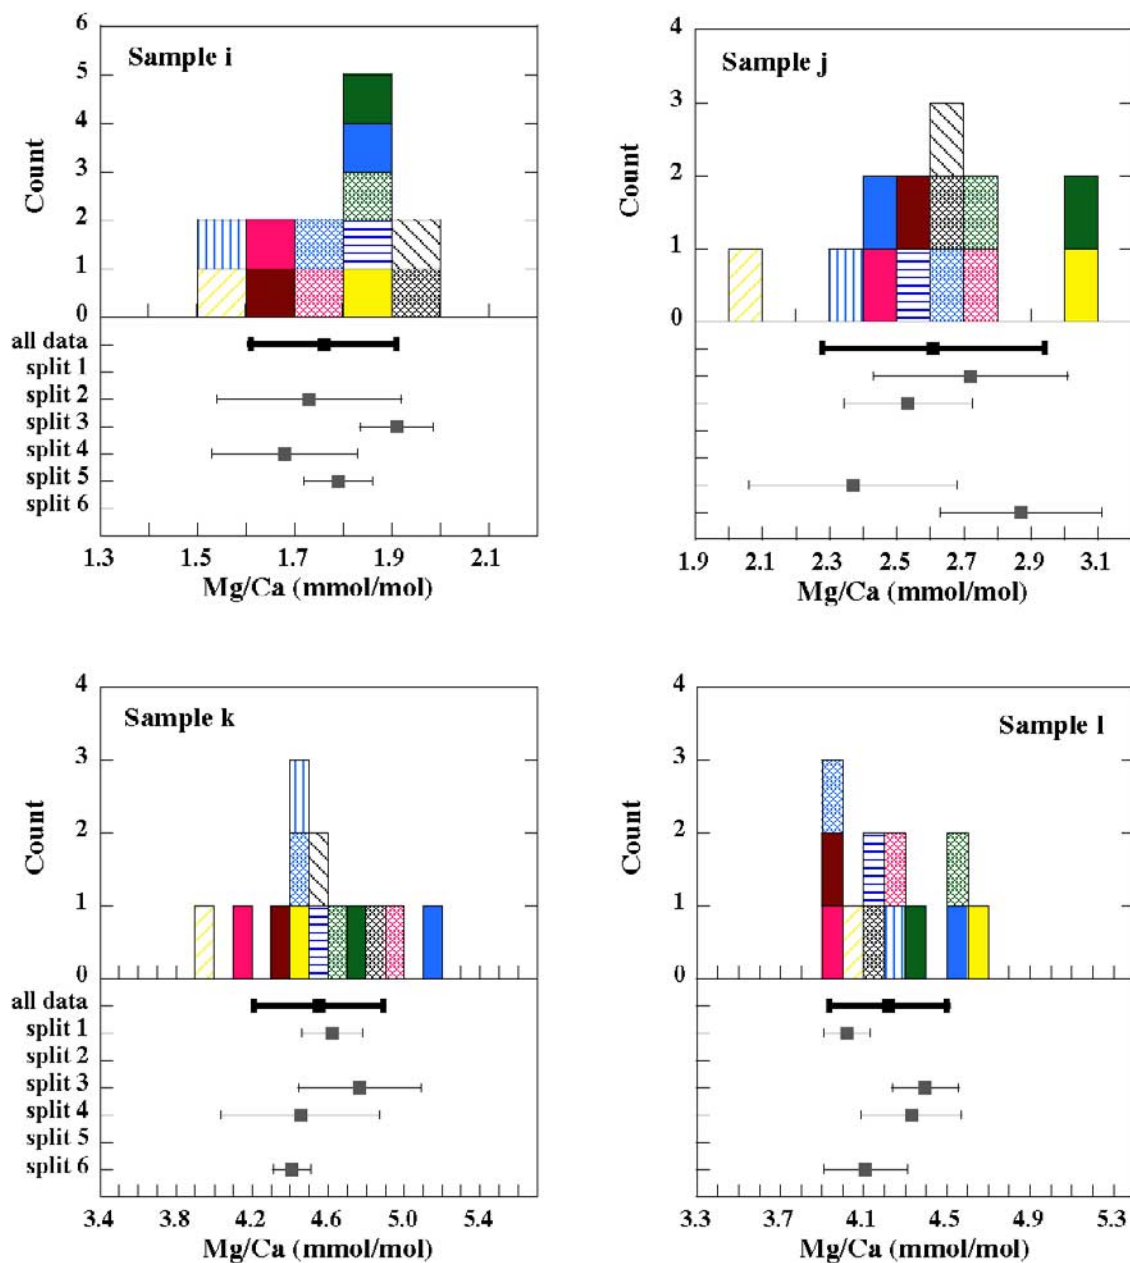 Sample i
6
5
4
3
2
1
0
Count
all data
split 1
split 2
split 3
split 4
split 5
split 6
1.3 1.5 1.7 1.9 2.1
Mg/Ca (mmol/mol)
Sample j
4
3
2
1
0
Count
1.9 2.1 2.3 2.5 2.7 2.9 3.1
Mg/Ca (mmol/mol)
Sample k
4
3
2
1
0
Count
all data
split 1
split 2
split 3
split 4
split 5
split 6
3.4 4.2 4.6 5.0 5.4
Mg/Ca (mmol/mol)
Sample l
4
3
2
1
0
Count
3.3 3.7 4.1 4.5 4.9 5.3
Mg/Ca (mmol/mol)